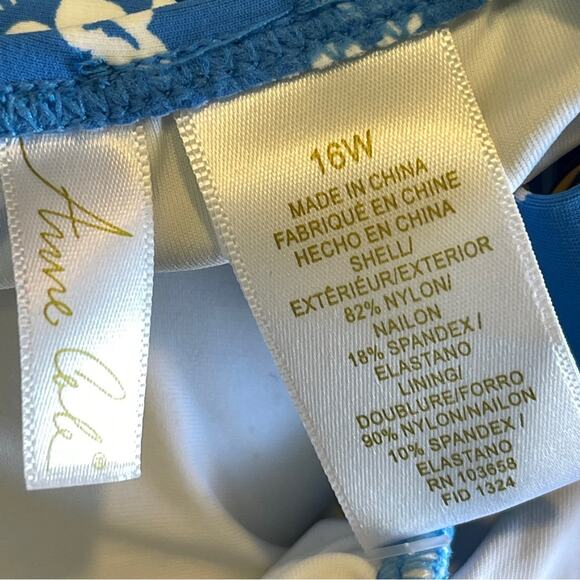 Anne Cole®
16W
MADE IN CHINA
FABRIQUÉ EN CHINE
HECHO EN CHINA
SHELL/
EXTÉRIEUR/EXTERIOR
82% NYLON/
NAILON
18% SPANDEX /
ELASTANO
LINING/
DOUBLURE/FORRO
90% NYLON/NAILON
10% SPANDEX /
ELASTANO
RN 103658
FID 1324